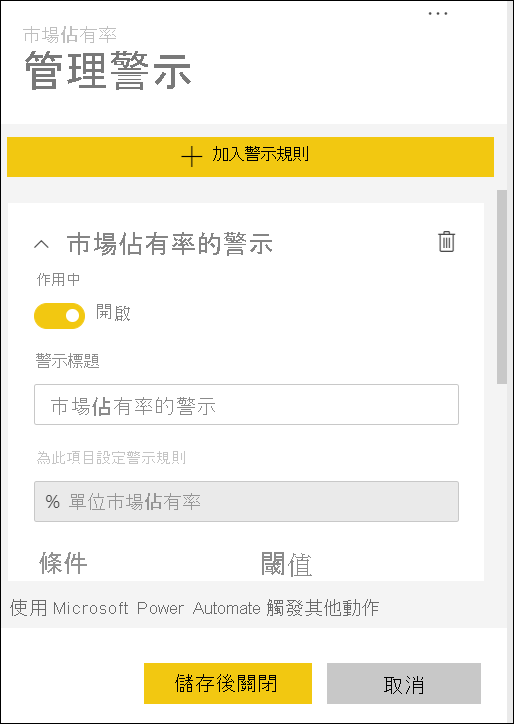 市場佔有率
管理警示
加入警示規則
市場佔有率的警示
作用中
開啟
警示標題
市場佔有率的警示
為此項目設定警示規則
% 單位市場佔有率
條件 閾值
使用 Microsoft Power Automate 觸發其他動作
儲存後關閉 取消